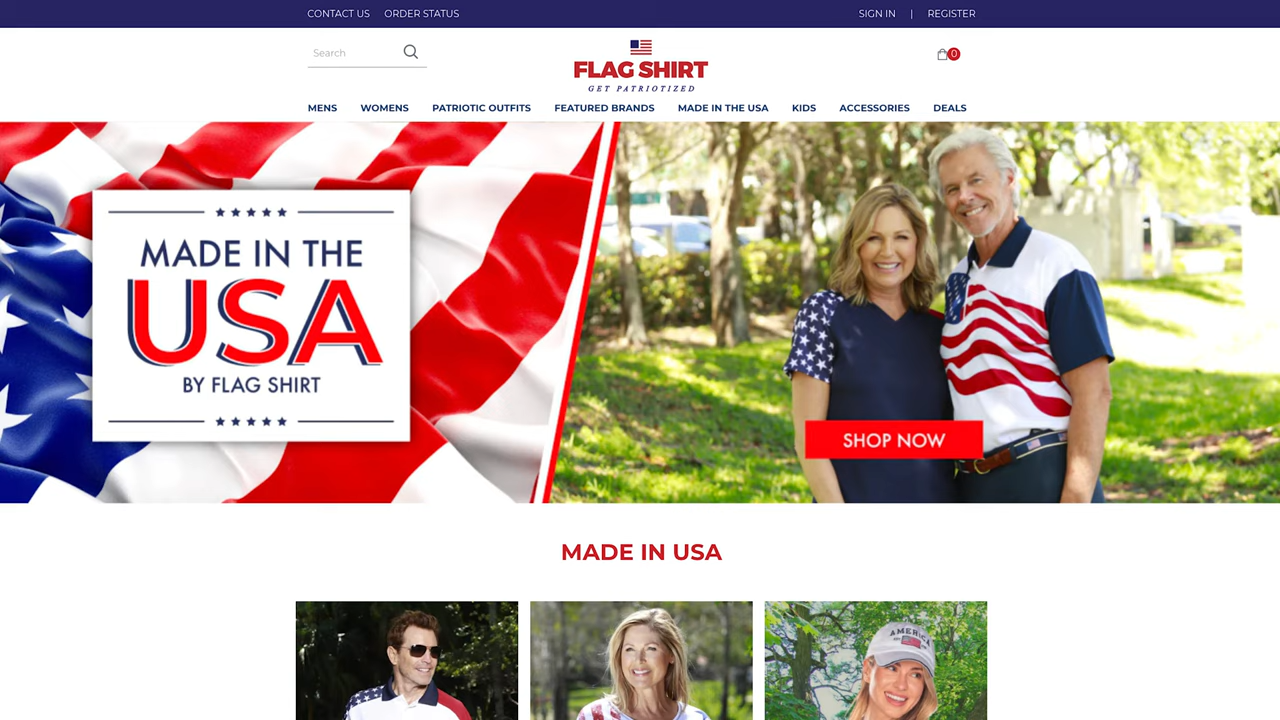 CONTACT US ORDER STATUS SIGN IN | REGISTER
Search
FLAG SHIRT
GET PATRIOTIZED
0
MENS WOMENS PATRIOTIC OUTFITS FEATURED BRANDS MADE IN THE USA KIDS ACCESSORIES DEALS
MADE IN THE
USA
BY FLAG SHIRT
SHOP NOW
MADE IN USA
AMERICA